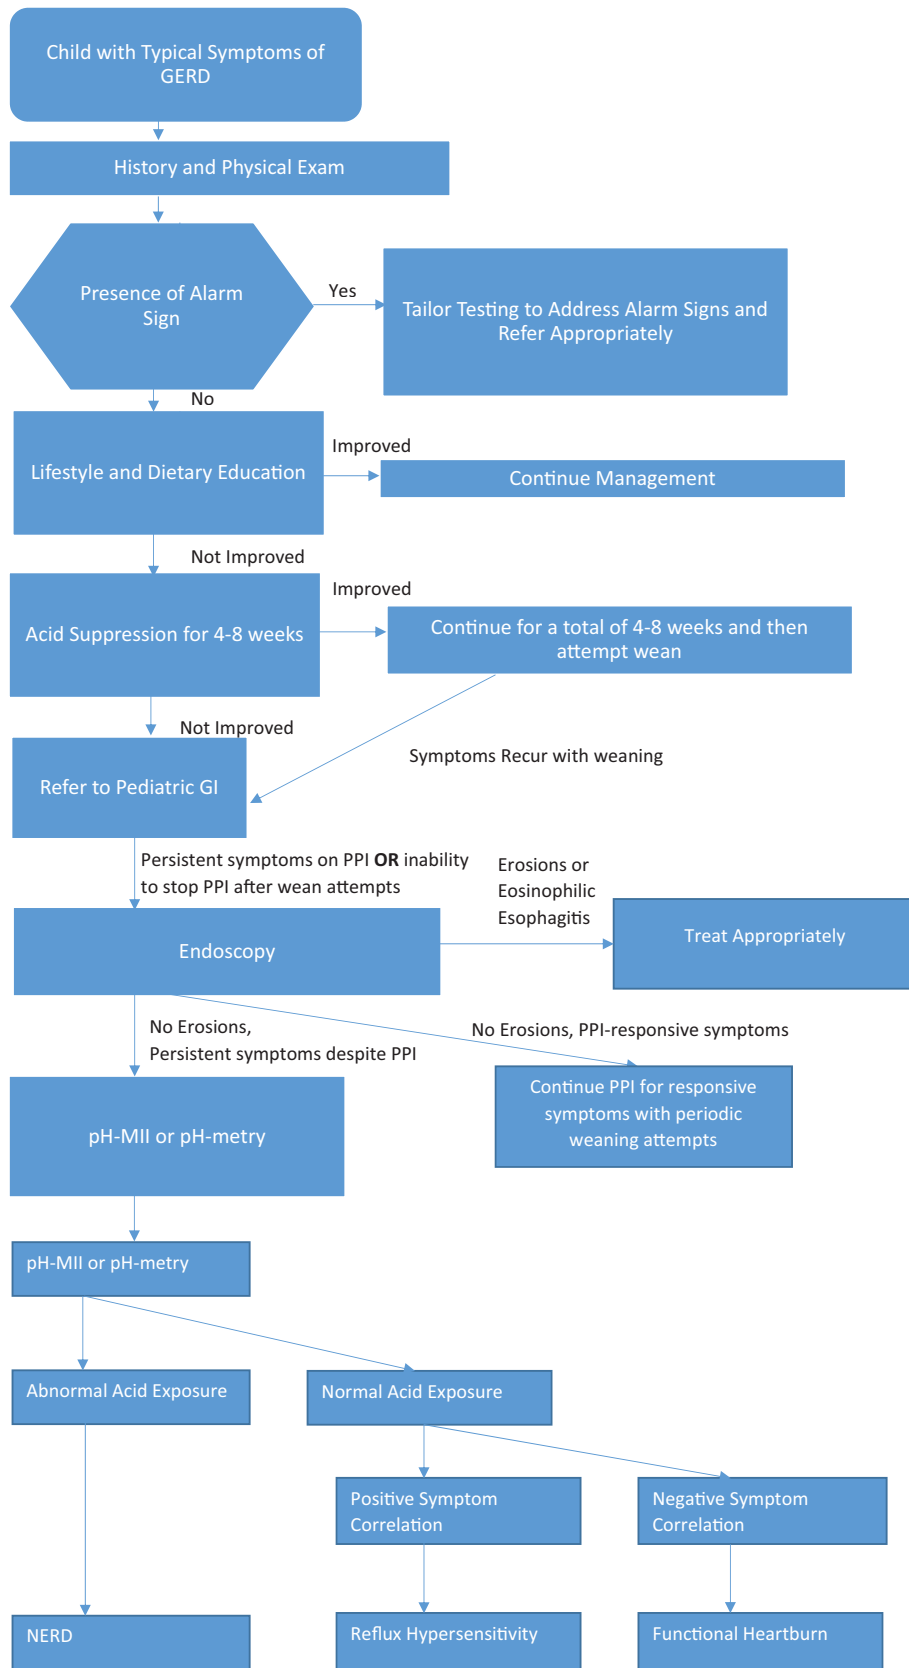 Child with Typical Symptoms of
GERD
History and Physical Exam
Presence of Alarm
Sign
Yes
Tailor Testing to Address Alarm Signs and
Refer Appropriately
No
Lifestyle and Dietary Education
Improved
Continue Management
Not Improved
Acid Suppression for 4-8 weeks
Improved
Continue for a total of 4-8 weeks and then
attempt wean
Not Improved
Symptoms Recur with weaning
Refer to Pediatric GI
Persistent symptoms on PPI OR inability
to stop PPI after wean attempts
Erosions or
Eosinophilic
Esophagitis
Endoscopy
Treat Appropriately
No Erosions,
Persistent symptoms despite PPI
No Erosions, PPI-responsive symptoms
Continue PPI for responsive
symptoms with periodic
weaning attempts
pH-MII or pH-metry
pH-MII or pH-metry
Abnormal Acid Exposure
Normal Acid Exposure
Positive Symptom
Correlation
Negative Symptom
Correlation
NERD
Reflux Hypersensitivity
Functional Heartburn